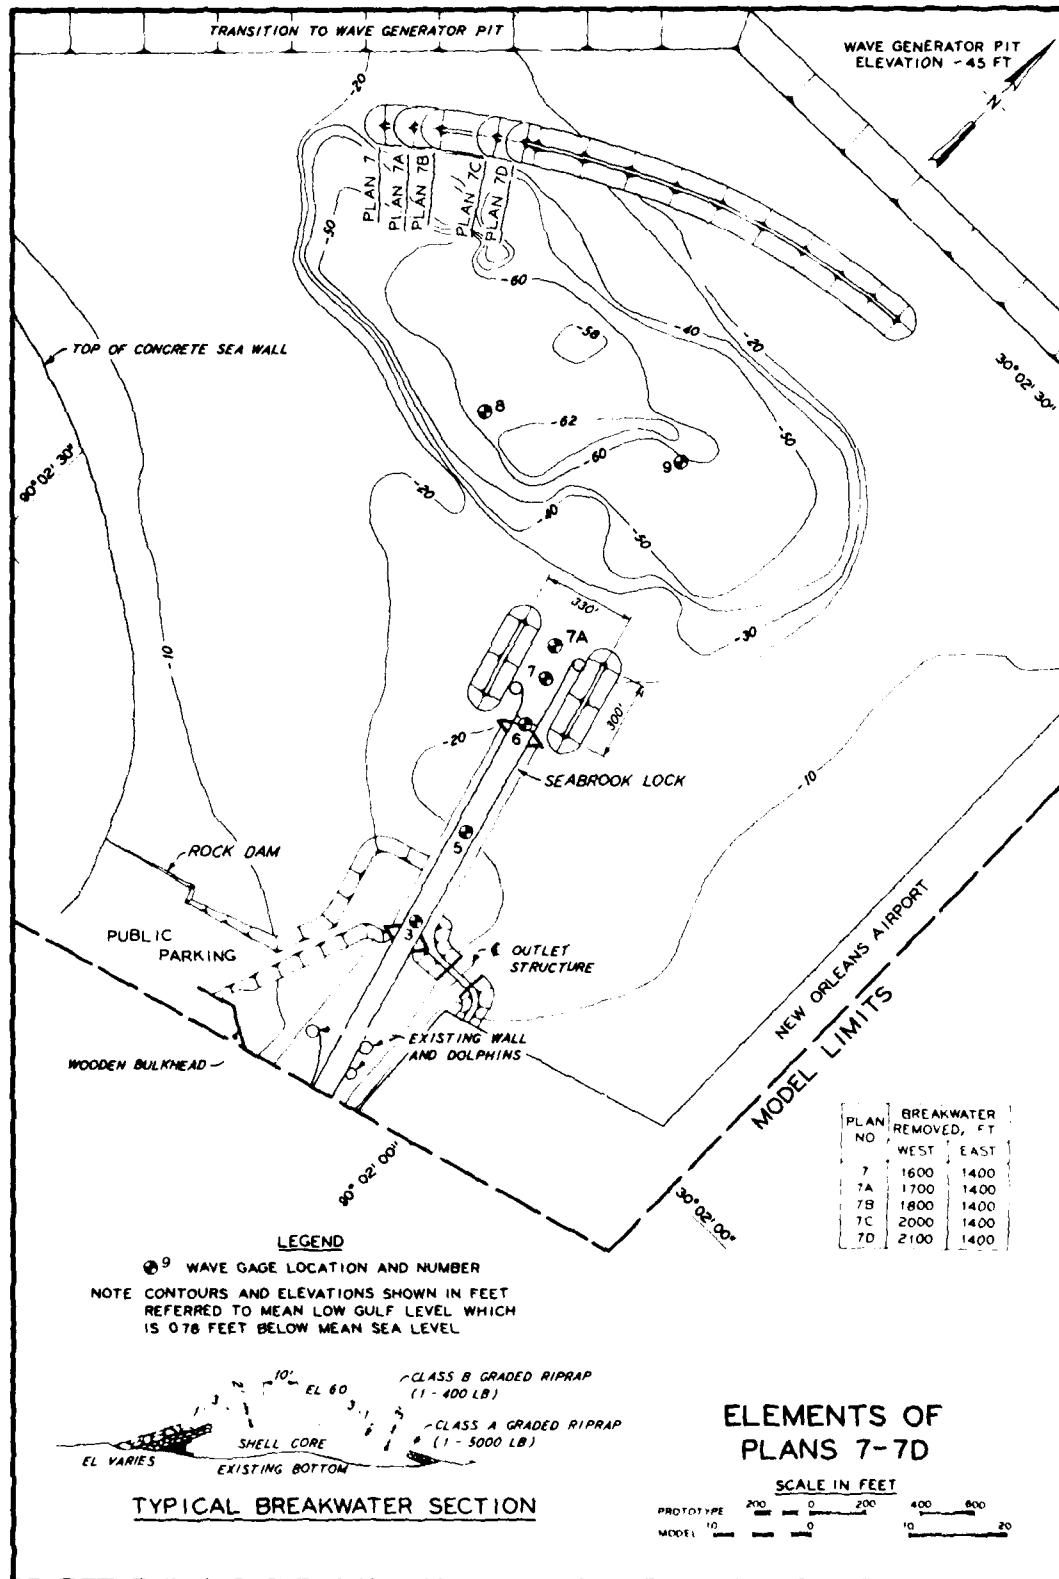 TRANSITION TO WAVE GENERATOR PIT
WAVE GENERATOR PIT
ELEVATION -45 FT
N
-20
PLAN 7
PLAN 7A
PLAN 7B
PLAN 7C
PLAN 7D
-50
-60
-58
-40
-20
30° 02' 30"
TOP OF CONCRETE SEA WALL
8
-62
-60
9
-50
90° 02' 30"
-20
-40
-50
330'
-30
7A
7
-10
300'
6
-20
SEABROOK LOCK
-10
5
ROCK DAM
3
PUBLIC
PARKING
OUTLET
STRUCTURE
NEW ORLEANS AIRPORT
MODEL LIMITS
EXISTING WALL
AND DOLPHINS
WOODEN BULKHEAD
90° 02' 00"
30° 02' 00"
PLAN NO
BREAKWATER
REMOVED, FT
WEST EAST
7 1600 1400
7A 1700 1400
7B 1800 1400
7C 2000 1400
7D 2100 1400
LEGEND
9 WAVE GAGE LOCATION AND NUMBER
NOTE CONTOURS AND ELEVATIONS SHOWN IN FEET
REFERRED TO MEAN LOW GULF LEVEL WHICH
IS 0.78 FEET BELOW MEAN SEA LEVEL
10'
EL 60
CLASS B GRADED RIPRAP
(1 - 400 LB)
CLASS A GRADED RIPRAP
(1 - 5000 LB)
SHELL CORE
EL VARIES
EXISTING BOTTOM
TYPICAL BREAKWATER SECTION
ELEMENTS OF
PLANS 7-7D
SCALE IN FEET
PROTOTYPE 200 0 200 400 600
MODEL 10 0 10 20